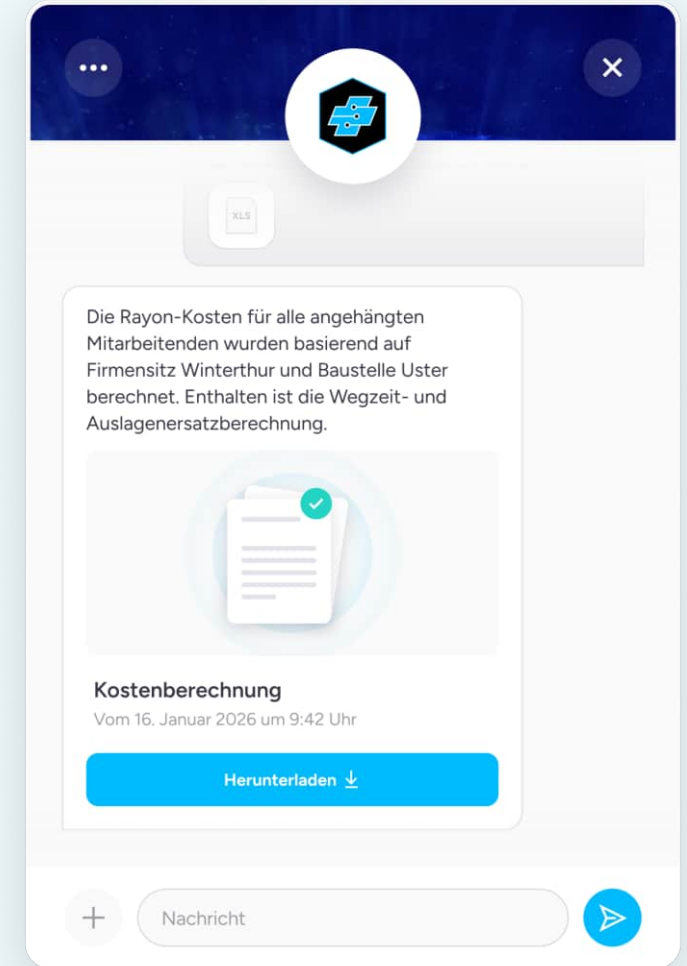 XLS
Die Rayon-Kosten für alle angehängten
Mitarbeitenden wurden basierend auf
Firmensitz Winterthur und Baustelle Uster
berechnet. Enthalten ist die Wegzeit- und
Auslagenersatzberechnung.
Kostenberechnung
Vom 16. Januar 2026 um 9:42 Uhr
Herunterladen
Nachricht